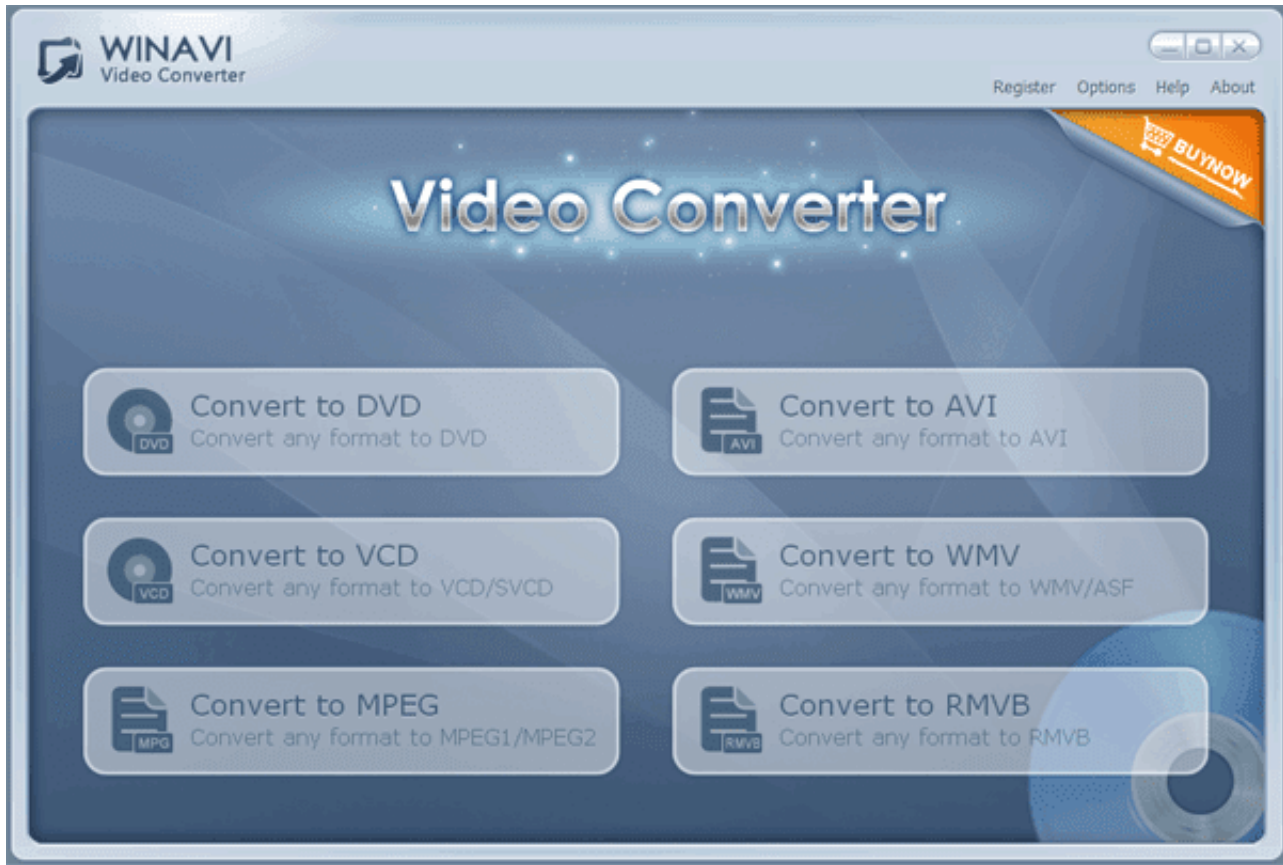 WINAVI
Video Converter
Register Options Help About
BUYNOW
Video Converter
Convert to DVD
Convert any format to DVD
DVD
Convert to AVI
Convert any format to AVI
AVI
Convert to VCD
Convert any format to VCD/SVCD
VCD
Convert to WMV
Convert any format to WMV/ASF
WMV
Convert to MPEG
Convert any format to MPEG1/MPEG2
MPG
Convert to RMVB
Convert any format to RMVB
RMVB